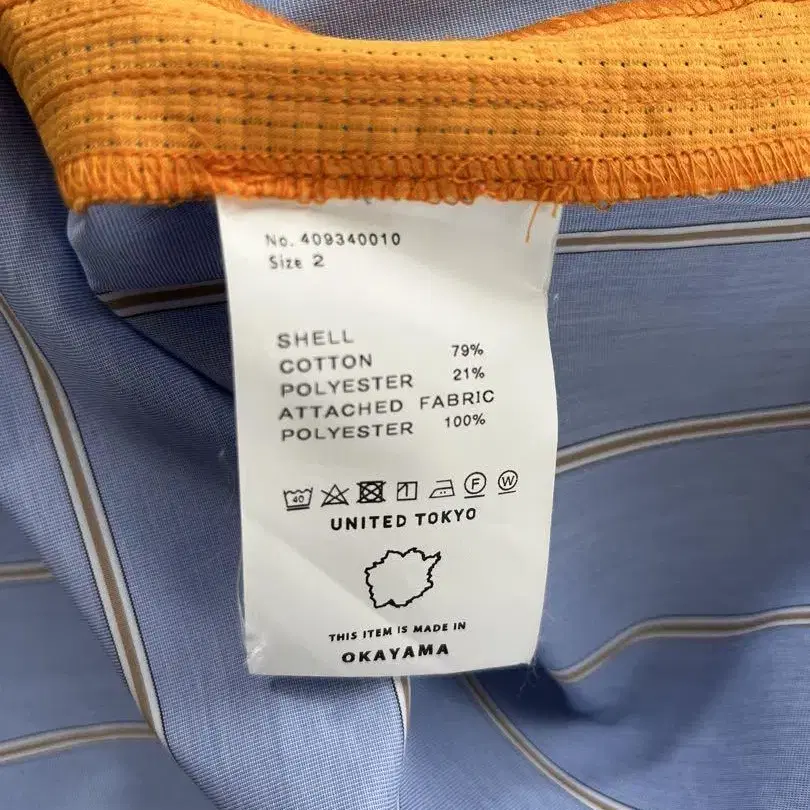 No. 409340010
Size 2
SHELL
COTTON 79%
POLYESTER 21%
ATTACHED FABRIC
POLYESTER 100%
40 F W
UNITED TOKYO
THIS ITEM IS MADE IN
OKAYAMA